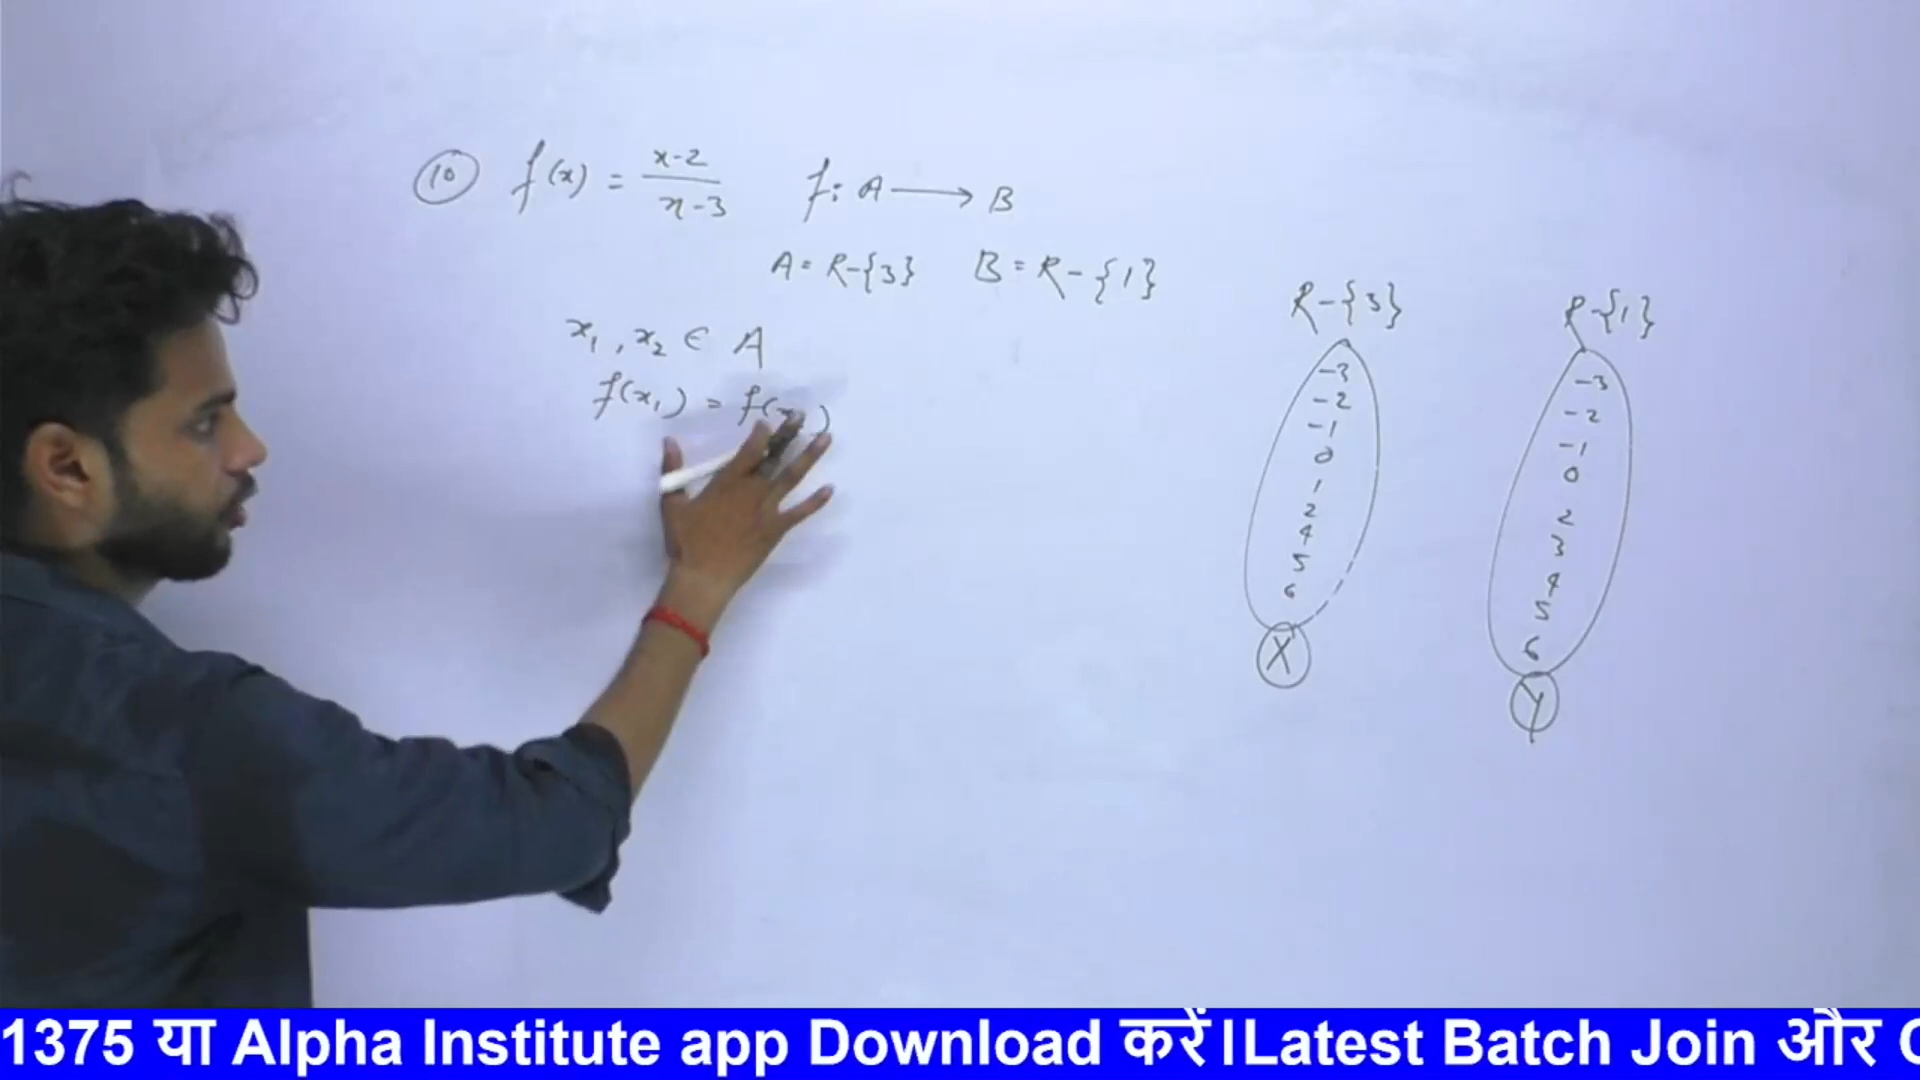 10 f(x) = x-2 / x-3 f: A → B
A = R-{3} B = R-{1}
x₁, x₂ ∈ A
f(x₁) = f(x
R-{3}
-3
-2
-1
0
1
2
4
5
6
X
R-{1}
-3
-2
-1
0
2
3
4
5
6
Y
1375 या Alpha Institute app Download करें।Latest Batch Join और